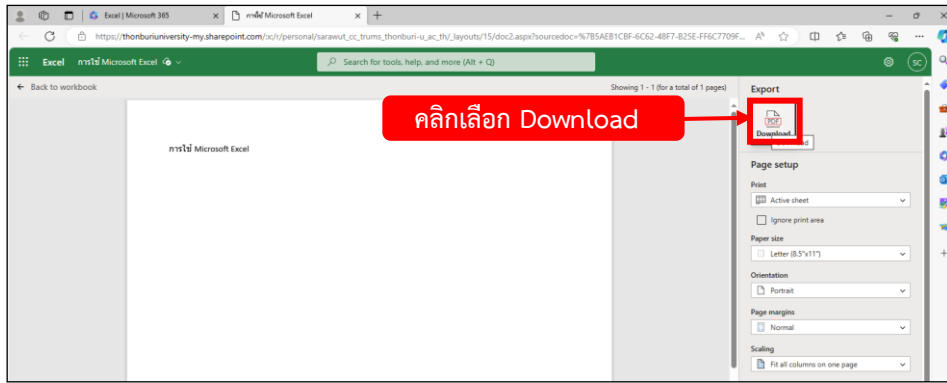 Excel | Microsoft 365
การใช้ Microsoft Excel
https://thonburiuniversity-my.sharepoint.com/:x:/r/personal/sarawut_cc_trums_thonburi-u_ac_th/_layouts/15/doc2.aspx?sourcedoc=%7B5AEB1CBF-6C62-48F7-B25E-FF6C7709F...
Excel การใช้ Microsoft Excel
Search for tools, help, and more (Alt + Q)
SC
Back to workbook
Showing 1 - 1 (for a total of 1 pages)
Export
คลิกเลือก Download
PDF
Download
การใช้ Microsoft Excel
Page setup
Print
Active sheet
Ignore print area
Paper size
Letter (8.5"x11")
Orientation
Portrait
Page margins
Normal
Scaling
Fit all columns on one page